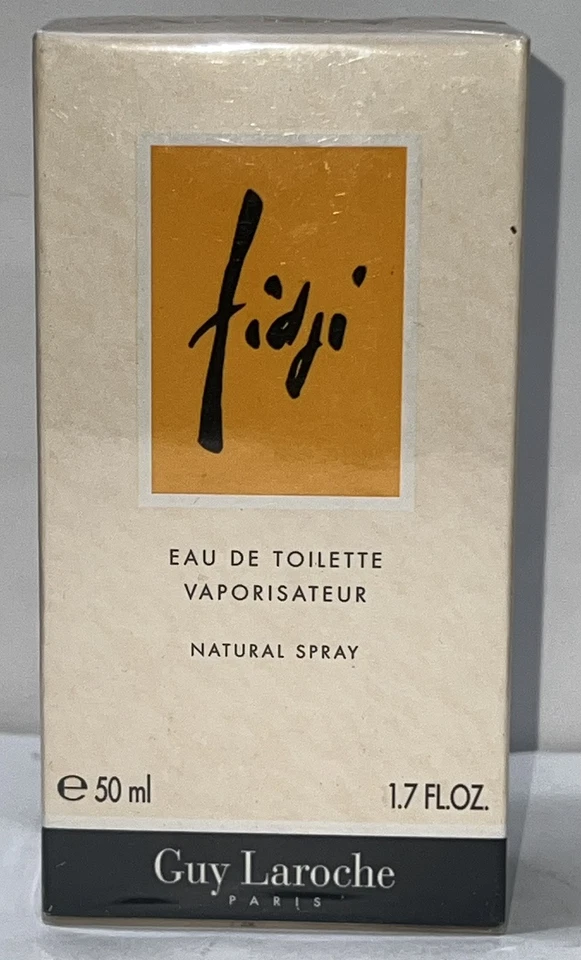 fidji
EAU DE TOILETTE
VAPORISATEUR
NATURAL SPRAY
℮ 50 ml 1.7 FL.OZ.
Guy Laroche
PARIS